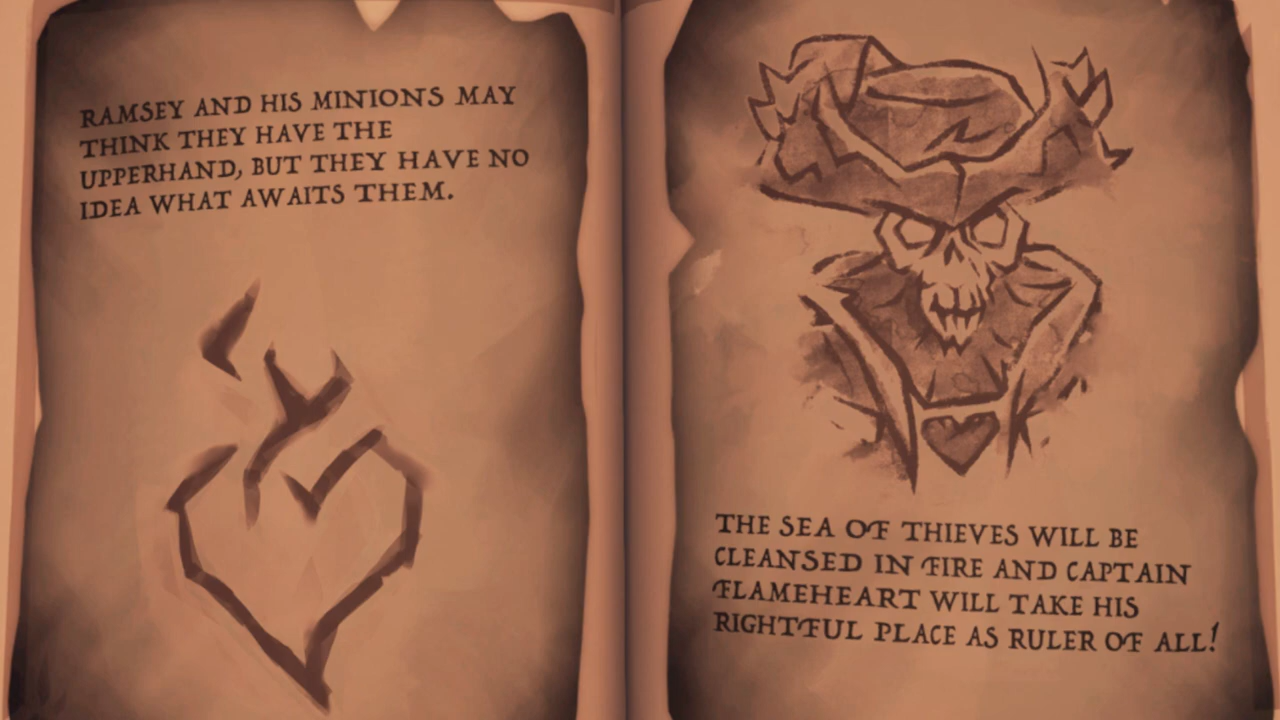 RAMSEY AND HIS MINIONS MAY
THINK THEY HAVE THE
UPPERHAND, BUT THEY HAVE NO
IDEA WHAT AWAITS THEM.
THE SEA OF THIEVES WILL BE
CLEANSED IN FIRE AND CAPTAIN
FLAMEHEART WILL TAKE HIS
RIGHTFUL PLACE AS RULER OF ALL!